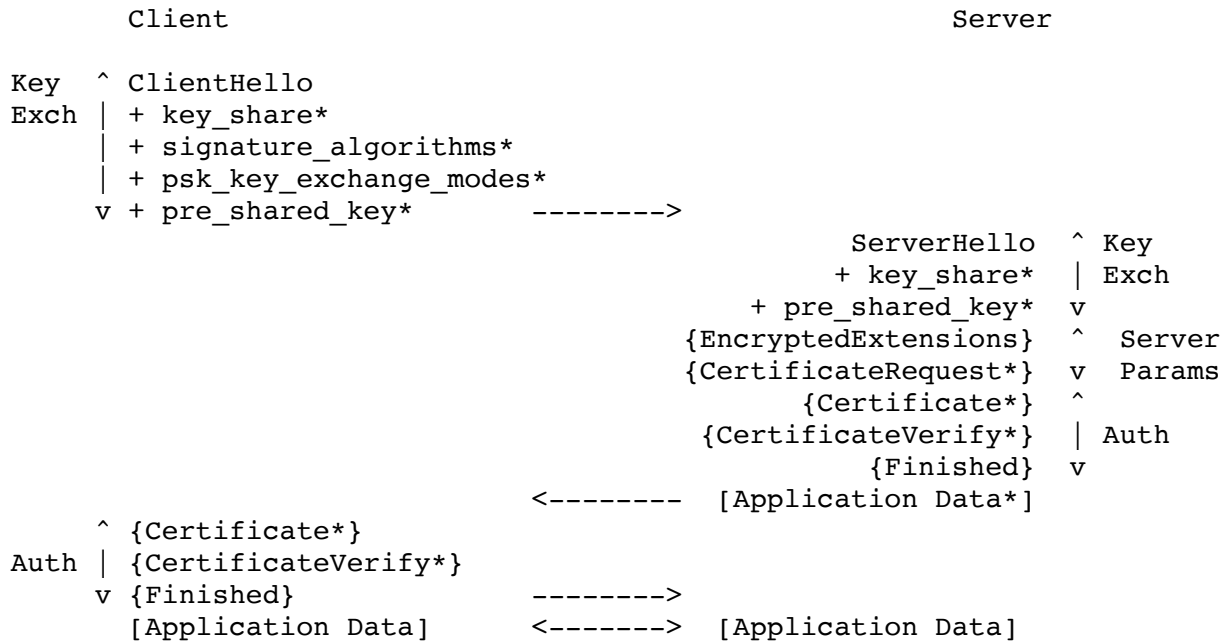 Client                                           Server

Key  ^ ClientHello
Exch | + key_share*
     | + signature_algorithms*
     | + psk_key_exchange_modes*
     v + pre_shared_key*       -------->
                                                  ServerHello  ^ Key
                                                 + key_share*  | Exch
                                            + pre_shared_key*  v
                                        {EncryptedExtensions}  ^  Server
                                        {CertificateRequest*}  v  Params
                                               {Certificate*}  ^
                                         {CertificateVerify*}  | Auth
                                                   {Finished}  v
                               <--------  [Application Data*]
     ^ {Certificate*}
Auth | {CertificateVerify*}
     v {Finished}              -------->
       [Application Data]      <------->  [Application Data]